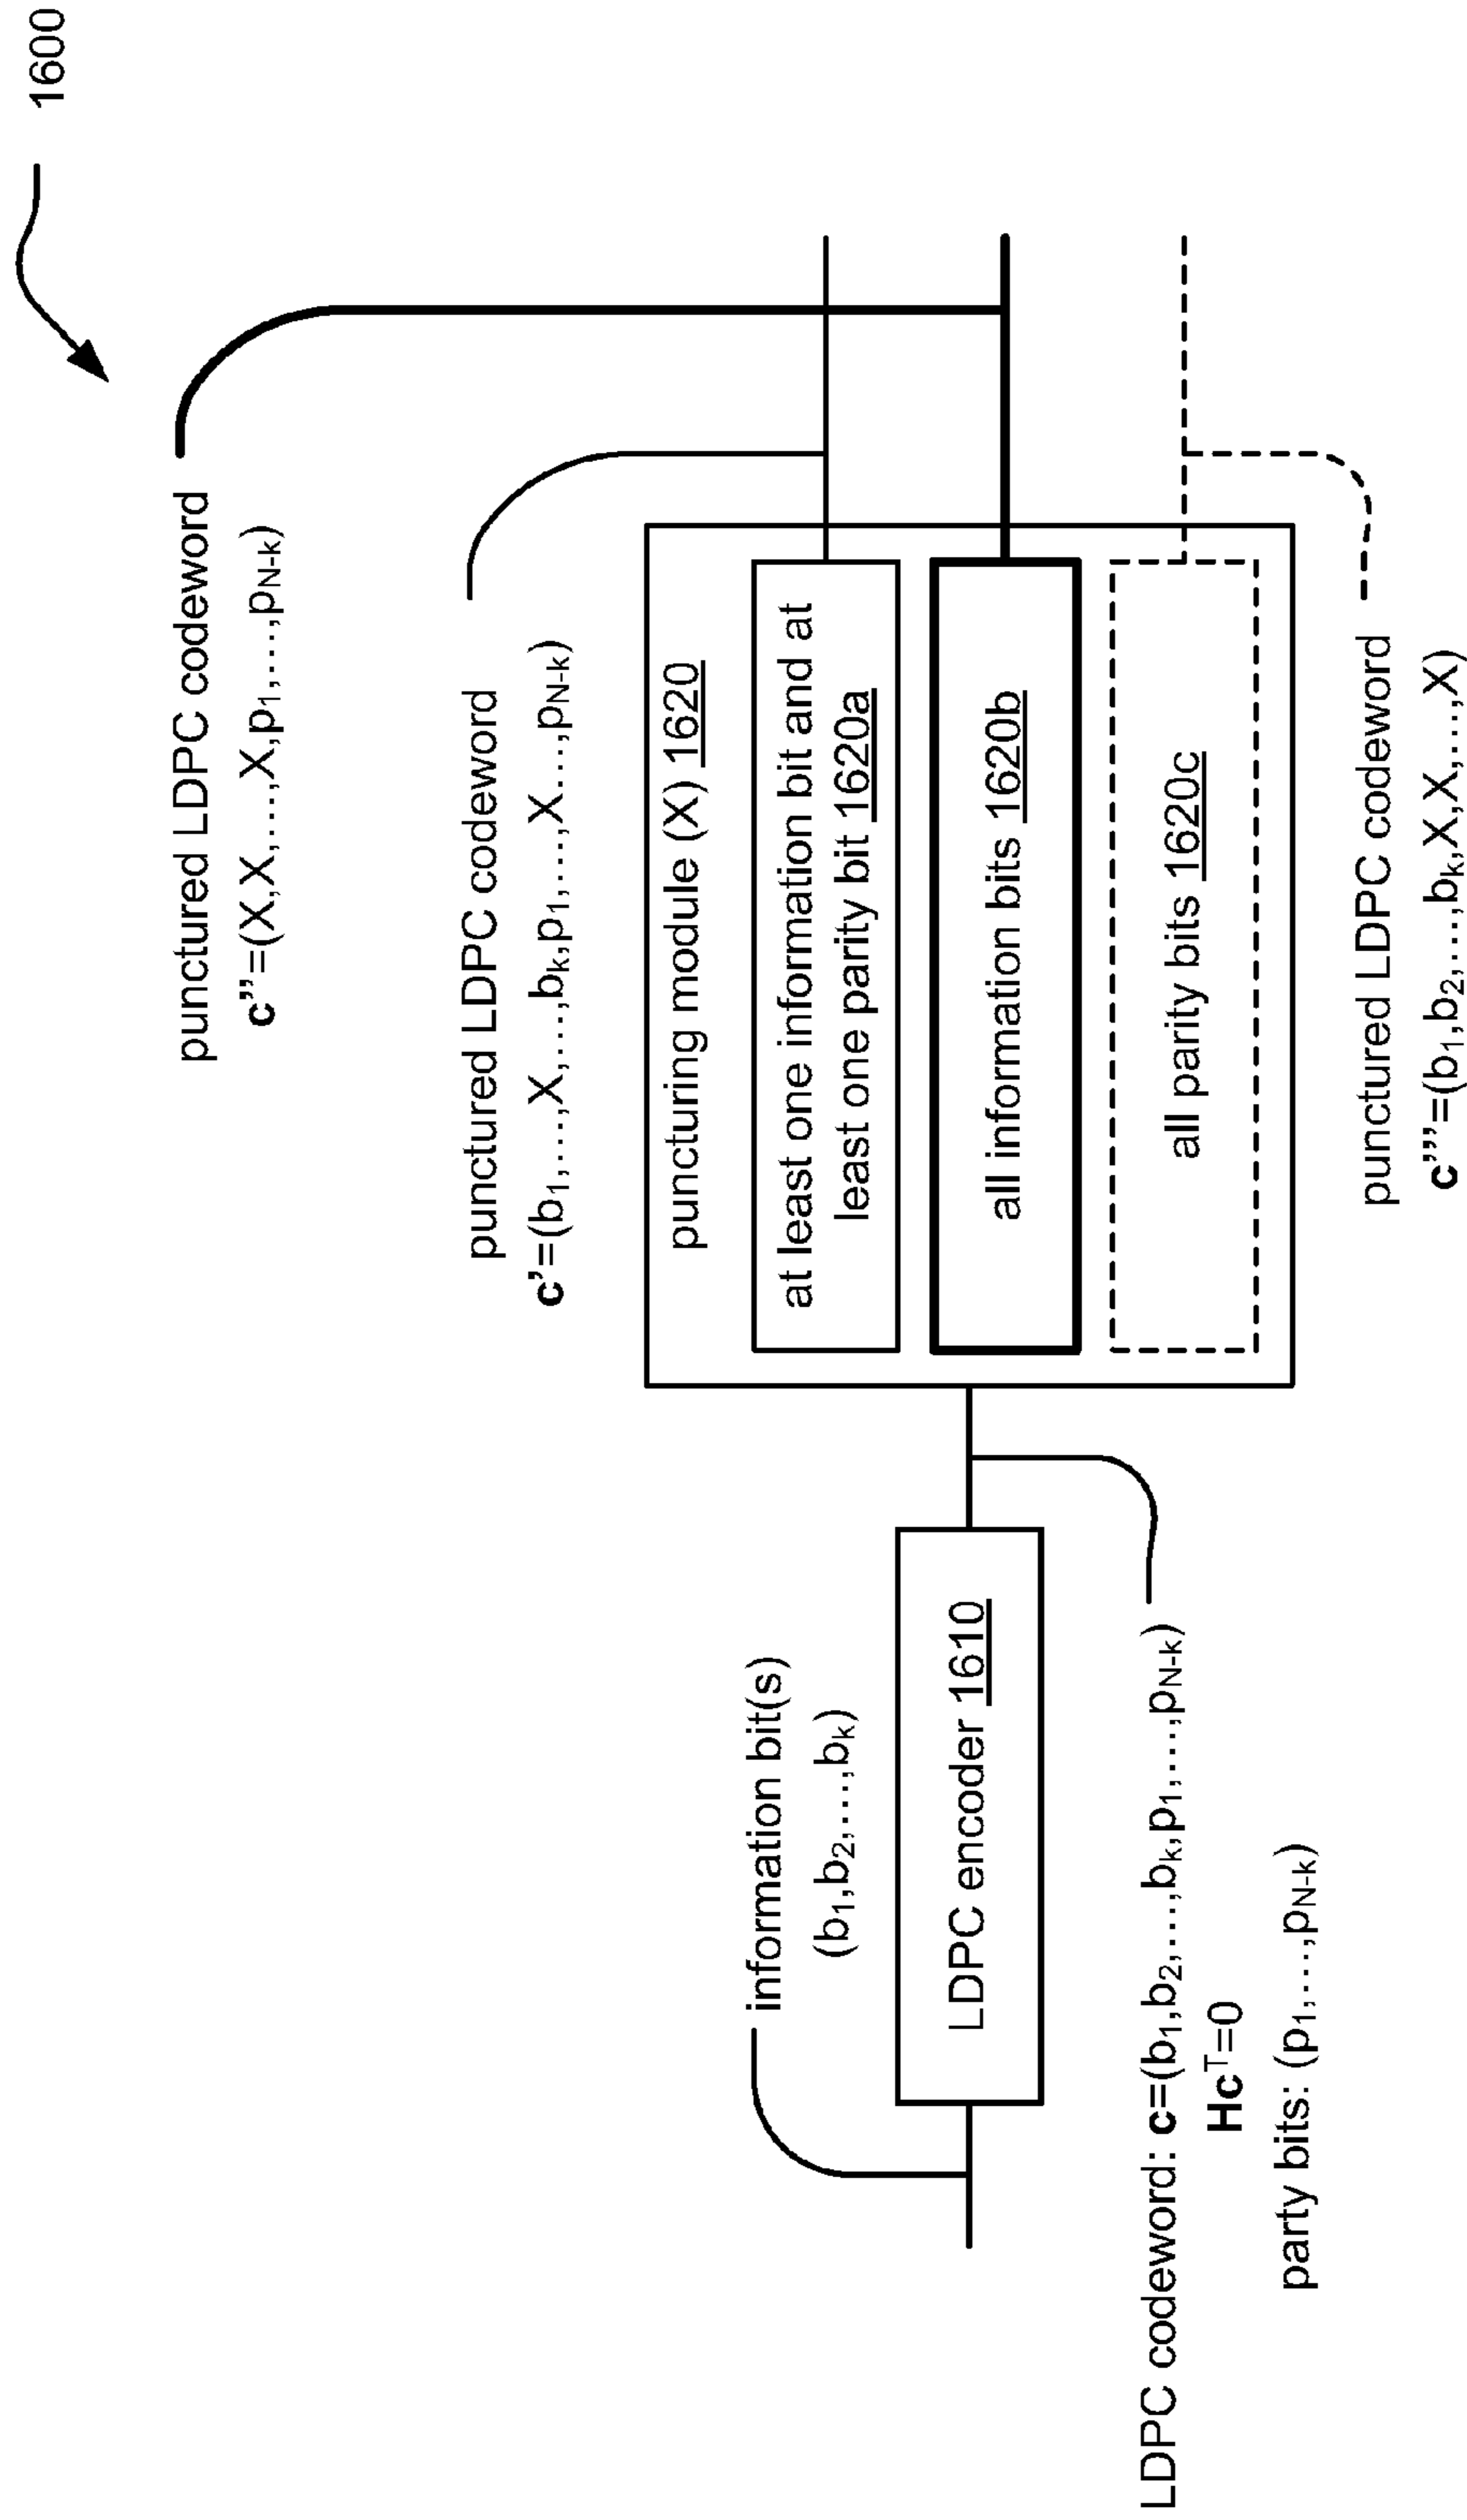 1600
punctured LDPC codeword
c’’=(X,X,...,X,p1,...,pN-k)
puncured LDPC codeword
c’=(b1,...,X,...,bk,p1,...,X...,pN-k)
puncturing module (X) 1620
at least one information bit and at
least one parity bit 1620a
all information bits 1620b
all parity bits 1620c
puncured LDPC codeword
c’’’=(b1,b2,...,bk,X,X,...,X)
information bit(s)
(b1,b2,...,bk)
LDPC encoder 1610
LDPC codeword: c=(b1,b2,...,bk,p1,...,pN-k)
HcT=0
party bits: (p1,...,pN-k)